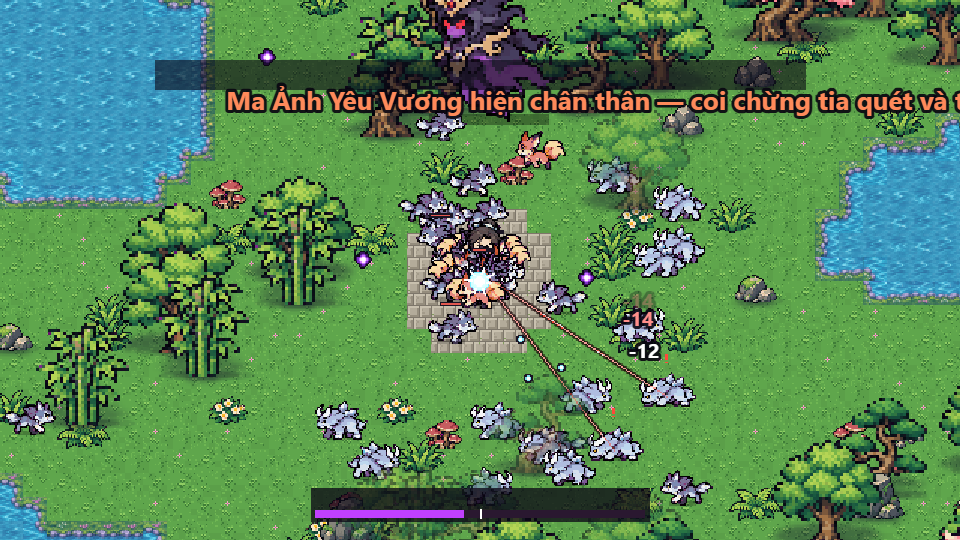 Ma Ảnh Yêu Vương hiện chân thân — coi chừng tia quét và
-14
-12
!
!